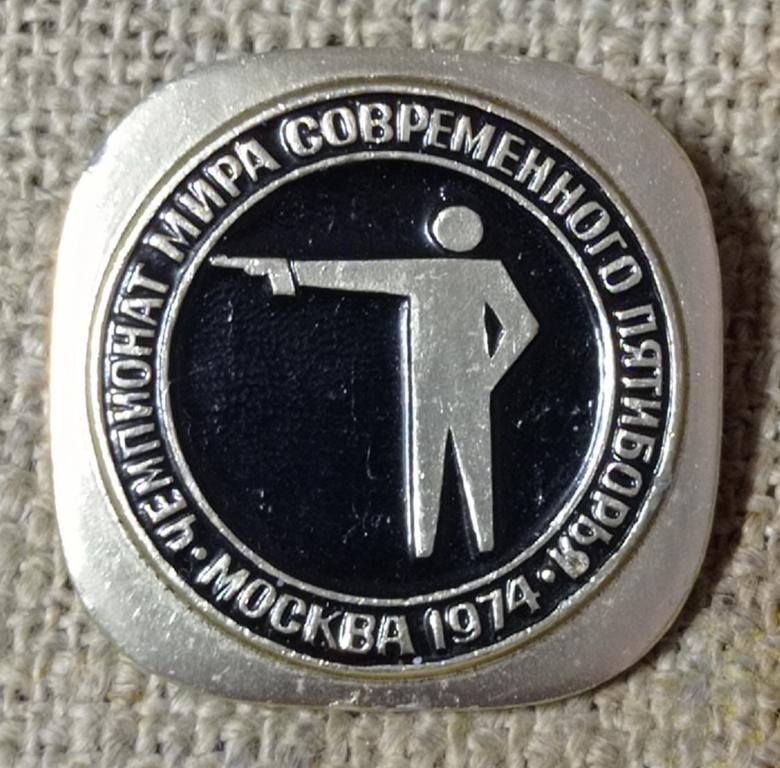 ЧЕМПИОНАТ МИРА СОВРЕМЕННОГО ПЯТИБОРЬЯ
• МОСКВА 1974 •